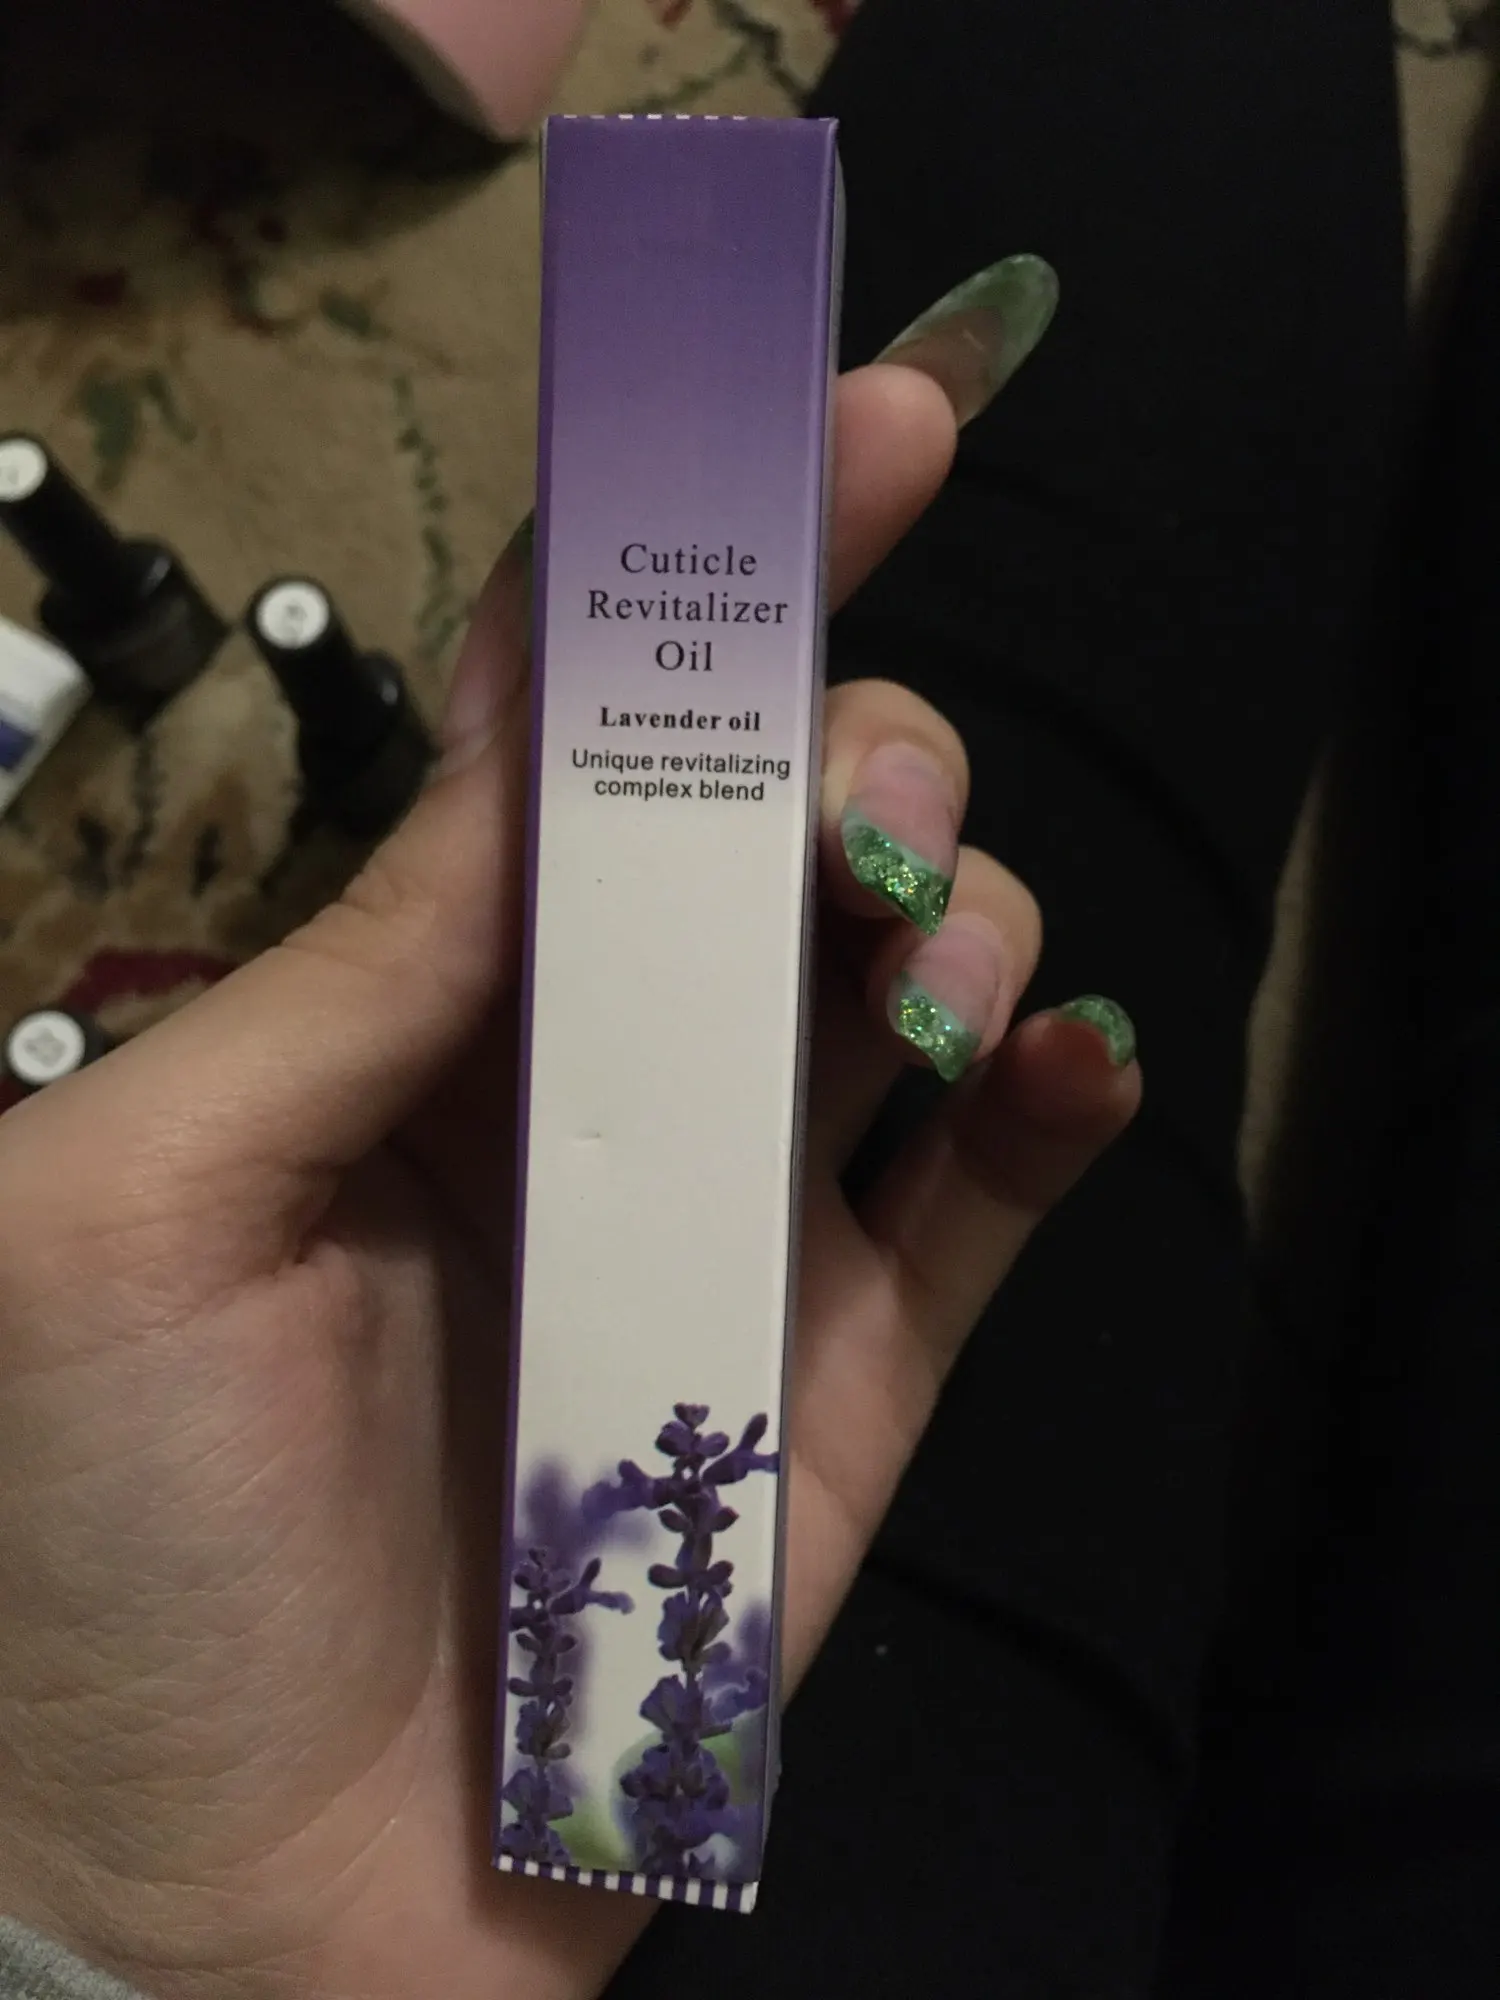 Cuticle
Revitalizer
Oil
Lavender oil
Unique revitalizing
complex blend